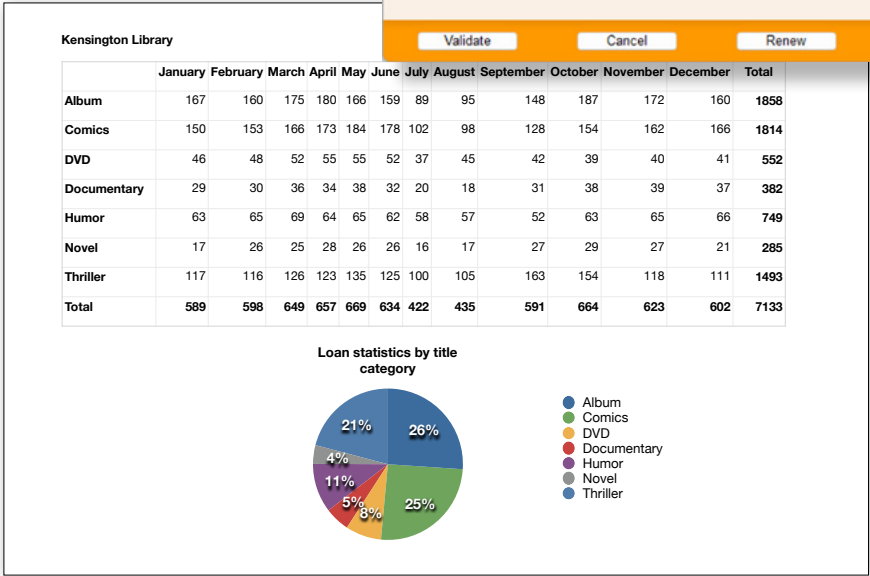 Validate Cancel Renew
Kensington Library
January February March April May June July August September October November December Total
Album 167 160 175 180 166 159 89 95 148 187 172 160 1858
Comics 150 153 166 173 184 178 102 98 128 154 162 166 1814
DVD 46 48 52 55 55 52 37 45 42 39 40 41 552
Documentary 29 30 36 34 38 32 20 18 31 38 39 37 382
Humor 63 65 69 64 65 62 58 57 52 63 65 66 749
Novel 17 26 25 28 26 26 16 17 27 29 27 21 285
Thriller 117 116 126 123 135 125 100 105 163 154 118 111 1493
Total 589 598 649 657 669 634 422 435 591 664 623 602 7133
Loan statistics by title
category
21% 26%
4%
11%
5%
8%
25%
Album
Comics
DVD
Documentary
Humor
Novel
Thriller